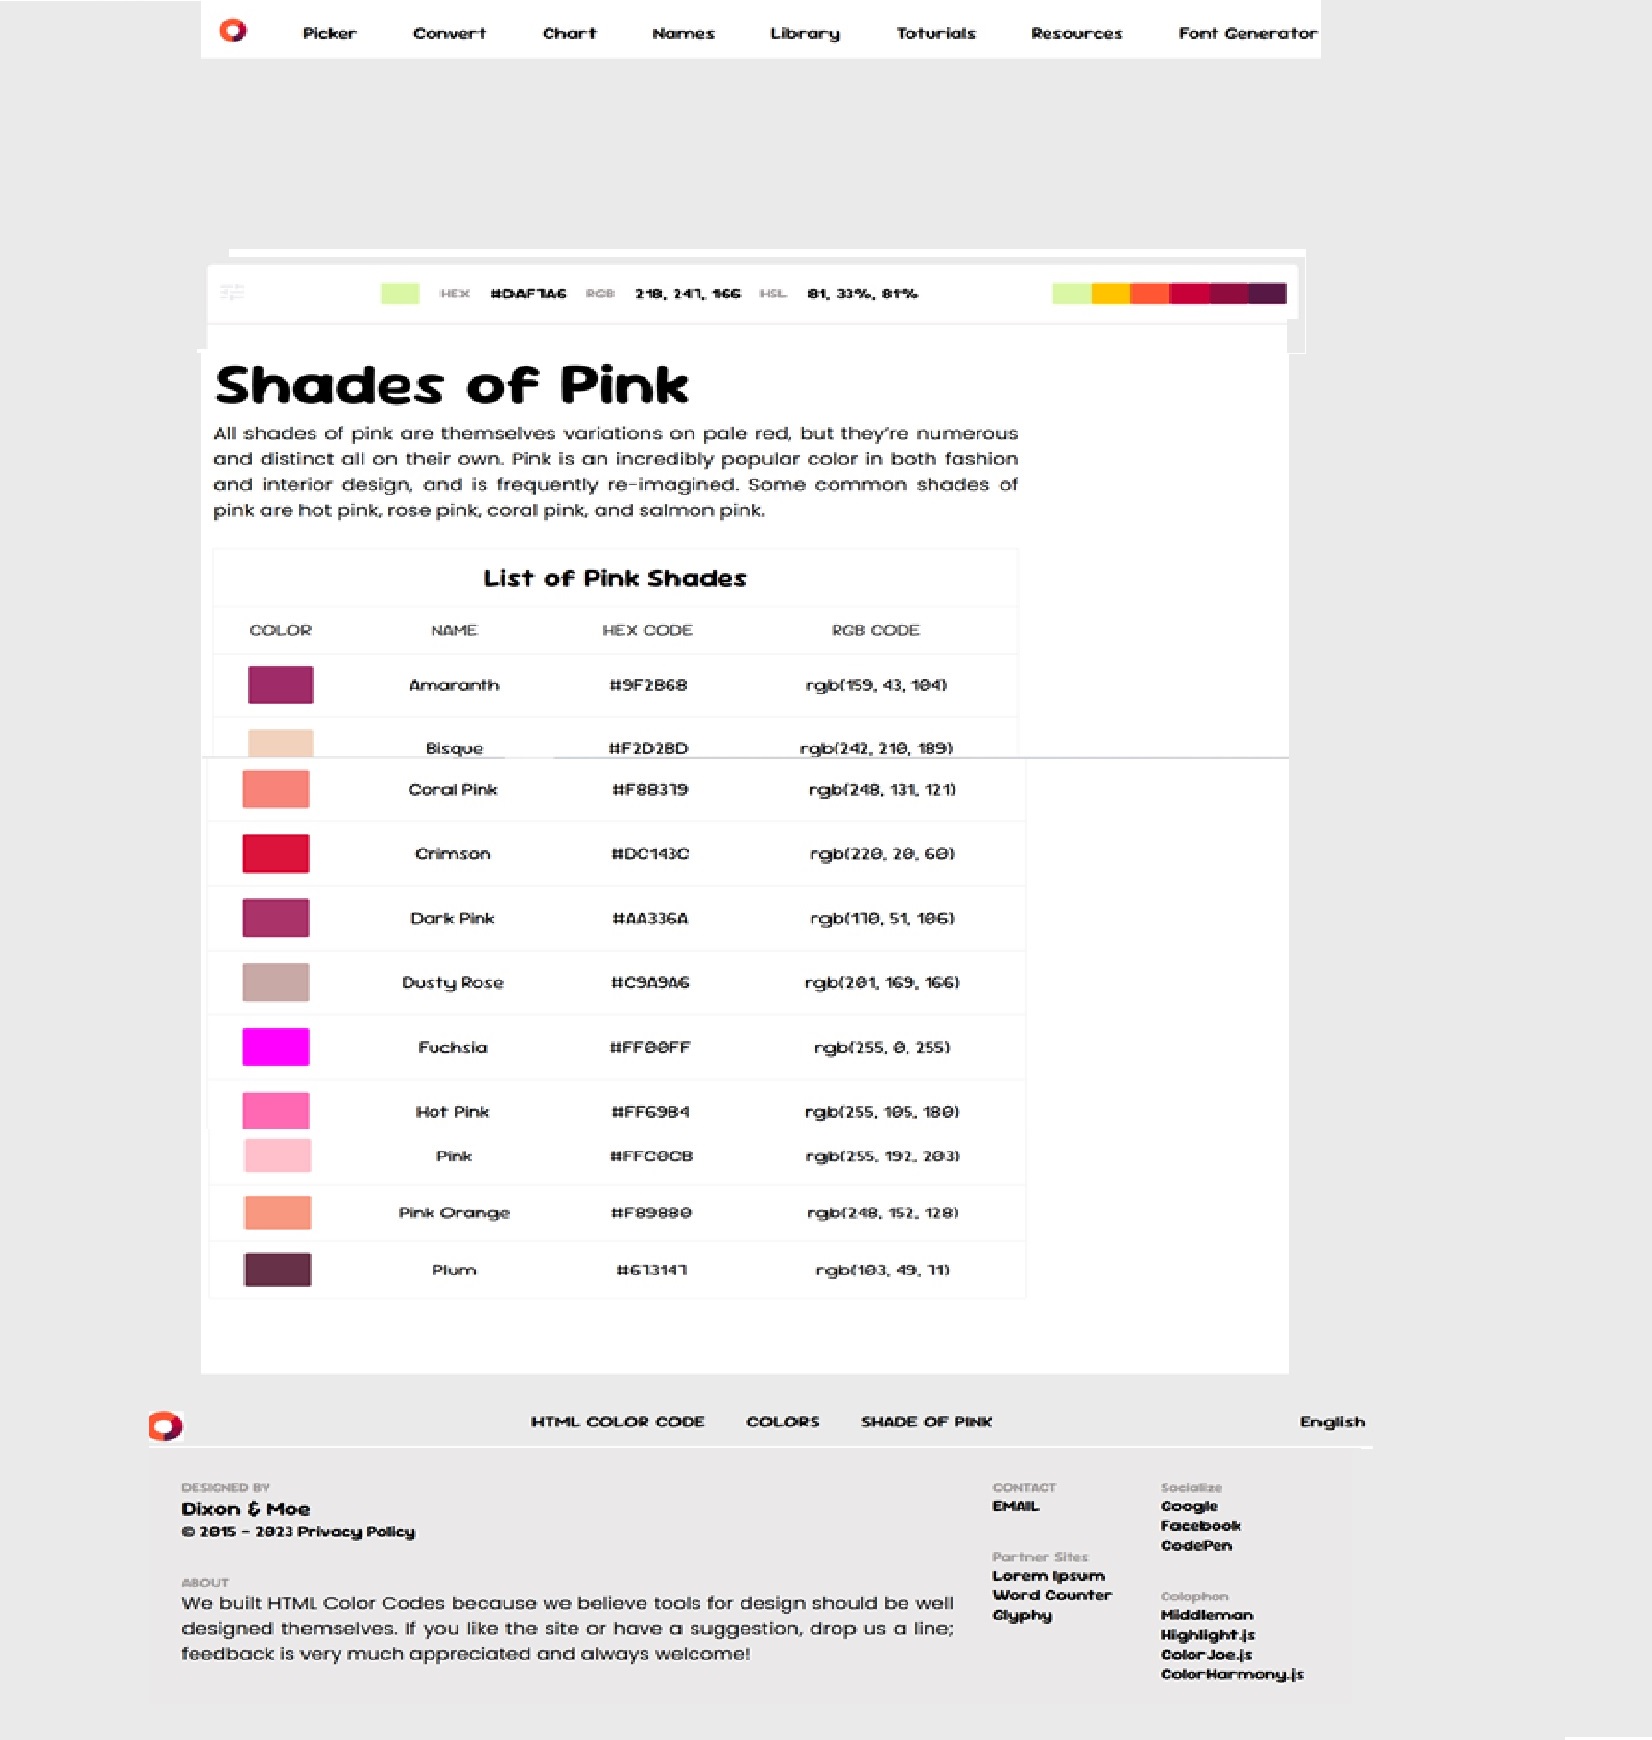 Picker Convert Chart Names Library Toturials Resources Font Generator
HEX #DAF7A6 RGB 218, 247, 166 HSL 81, 33%, 81%
Shades of Pink
All shades of pink are themselves variations on pale red, but they're numerous
and distinct all on their own. Pink is an incredibly popular color in both fashion
and interior design, and is frequently re-imagined. Some common shades of
pink are hot pink, rose pink, coral pink, and salmon pink.
List of Pink Shades
COLOR NAME HEX CODE RGB CODE
Amaranth #9F2B68 rgb(159, 43, 104)
Bisque #F2D2BD rgb(242, 210, 189)
Coral Pink #F88379 rgb(248, 131, 121)
Crimson #DC143C rgb(220, 20, 60)
Dark Pink #AA336A rgb(170, 51, 106)
Dusty Rose #C9A9A6 rgb(201, 169, 166)
Fuchsia #FF00FF rgb(255, 0, 255)
Hot Pink #FF69B4 rgb(255, 105, 180)
Pink #FFC0CB rgb(255, 192, 203)
Pink Orange #F89880 rgb(248, 152, 128)
Plum #673147 rgb(103, 49, 71)
HTML COLOR CODE COLORS SHADE OF PINK English
DESIGNED BY
Dixon & Moe
© 2015 - 2023 Privacy Policy
ABOUT
We built HTML Color Codes because we believe tools for design should be well
designed themselves. If you like the site or have a suggestion, drop us a line;
feedback is very much appreciated and always welcome!
CONTACT
EMAIL
Partner Sites
Lorem Ipsum
Word Counter
Glyphy
Socialize
Google
Facebook
CodePen
Colophon
Middleman
Highlight.js
ColorJoe.js
ColorHarmony.js